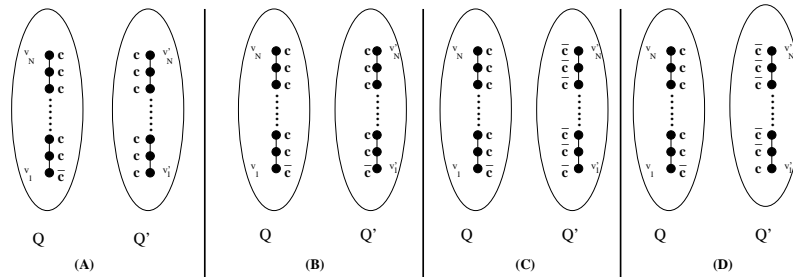 v_N c c v'_N
c c
c c
c c
c c
v_1 c̄ c v'_1
Q Q'
(A)
v_N c c v'_N
c c
c c
c c
c c
v_1 c̄ c̄ v'_1
Q Q'
(B)
v_N c c̄ v'_N
c c̄
c c̄
c c̄
c c̄
v_1 c̄ c v'_1
Q Q'
(C)
v_N c c̄ v'_N
c c̄
c c̄
c c̄
c c̄
v_1 c̄ c v'_1
Q Q'
(D)